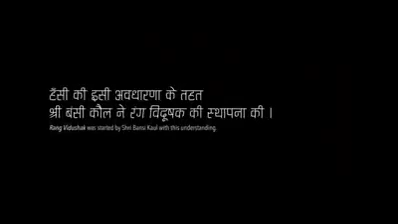 हँसी की इसी अवधारणा के तहत
श्री बंसी कौल ने रंग विदूषक की स्थापना की ।
Rang Vidushak was started by Shri Bansi Kaul with this understanding.